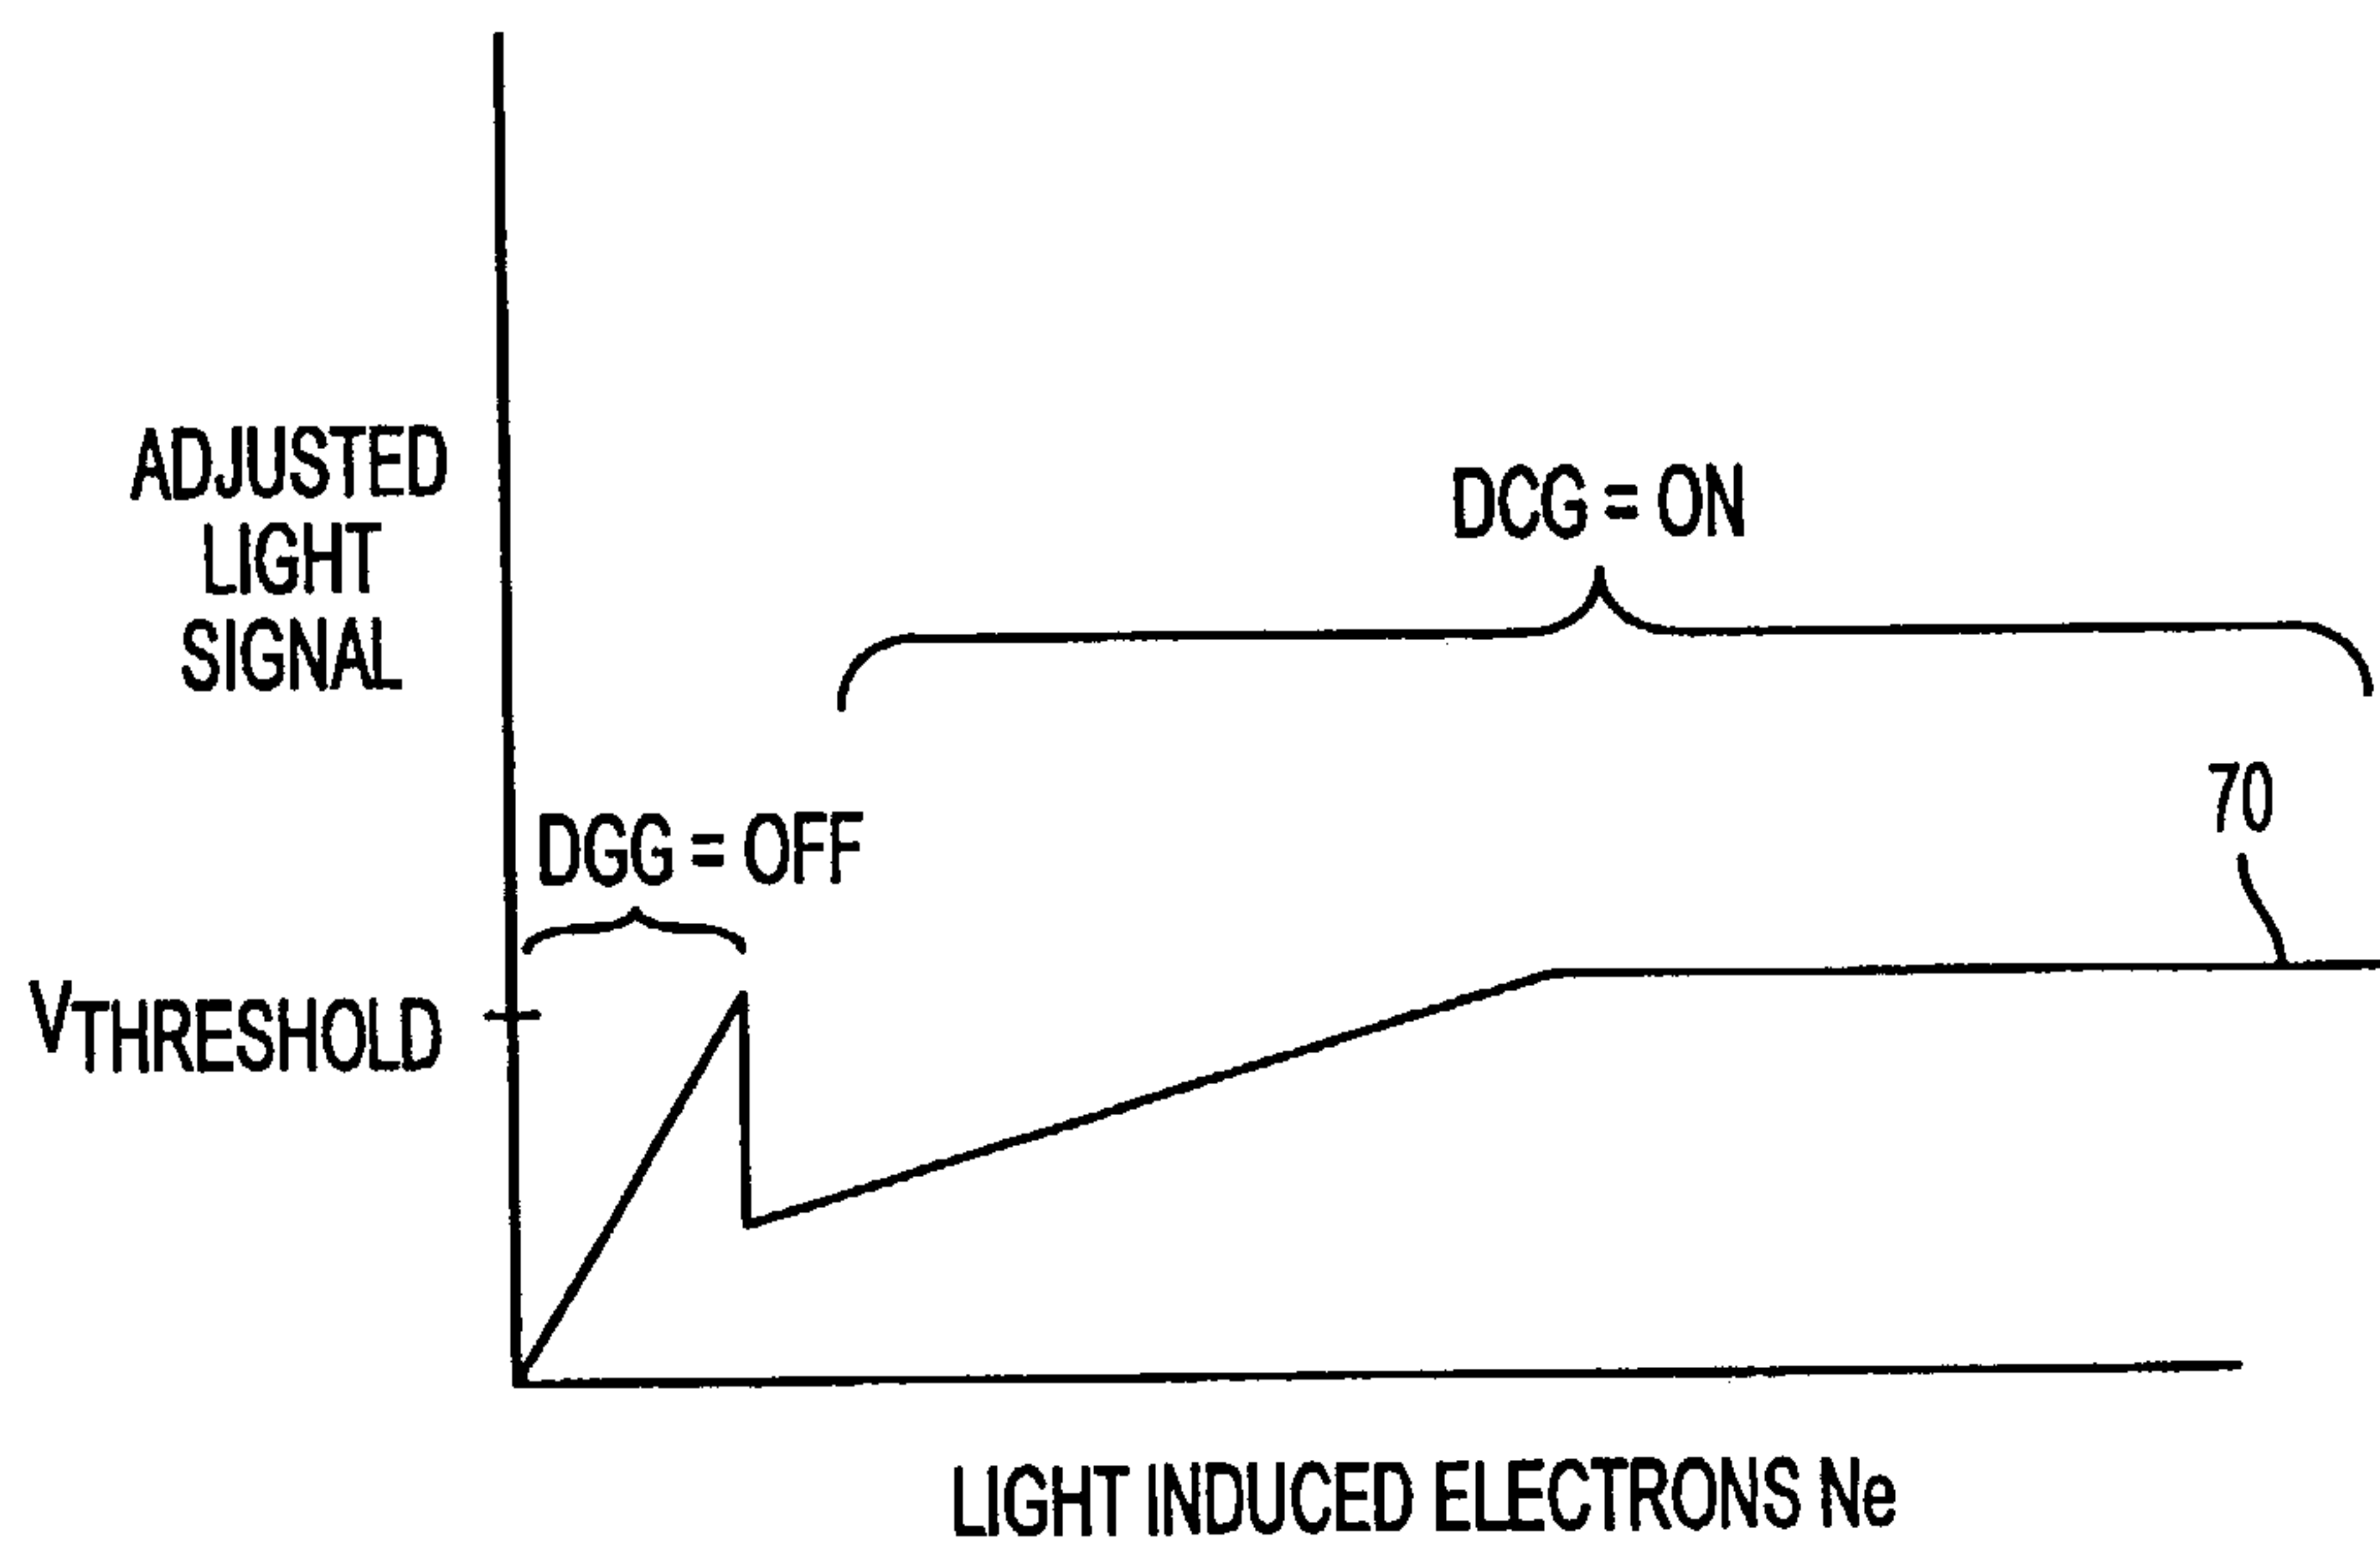 ADJUSTED
LIGHT
SIGNAL
DCG = ON
70
DGG = OFF
VTHRESHOLD
LIGHT INDUCED ELECTRONS Ne